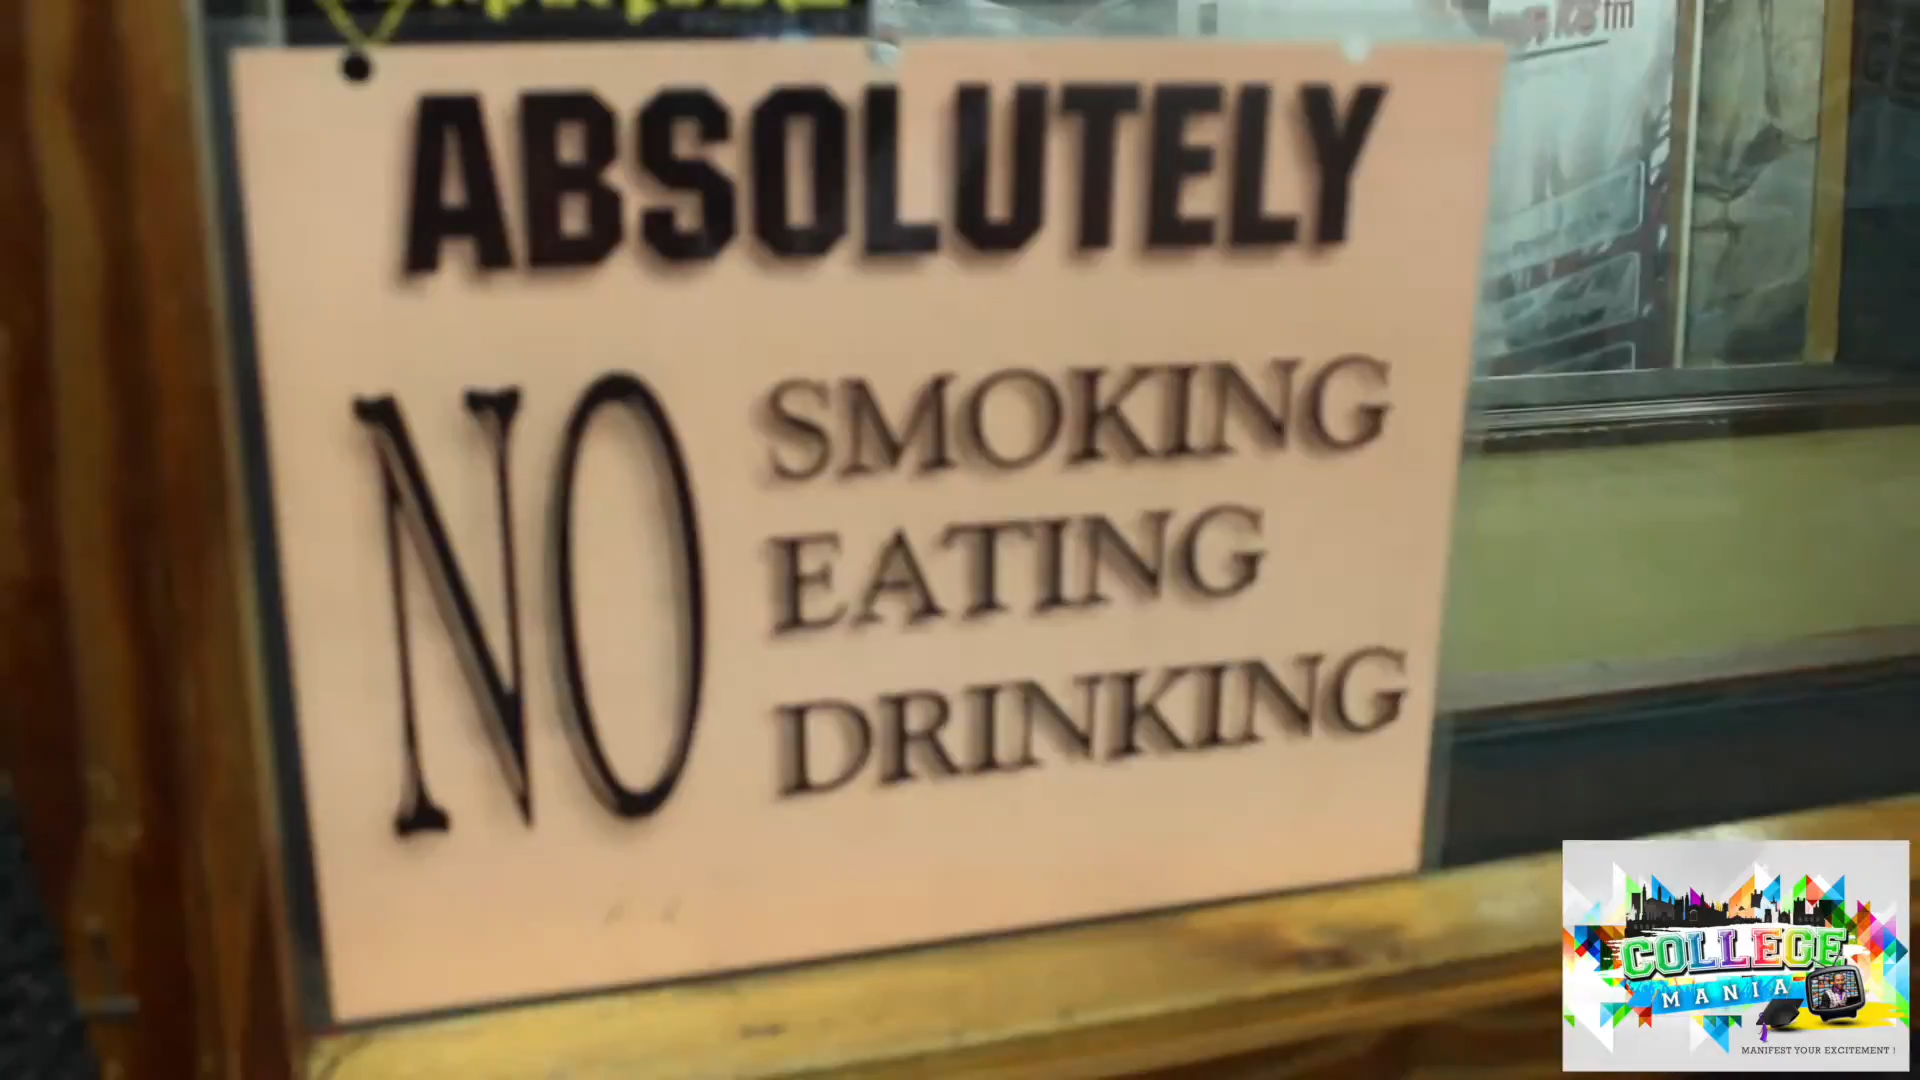 ABSOLUTELY
NO
SMOKING
EATING
DRINKING
COLLEGE
MANIA
MANIFEST YOUR EXCITEMENT !